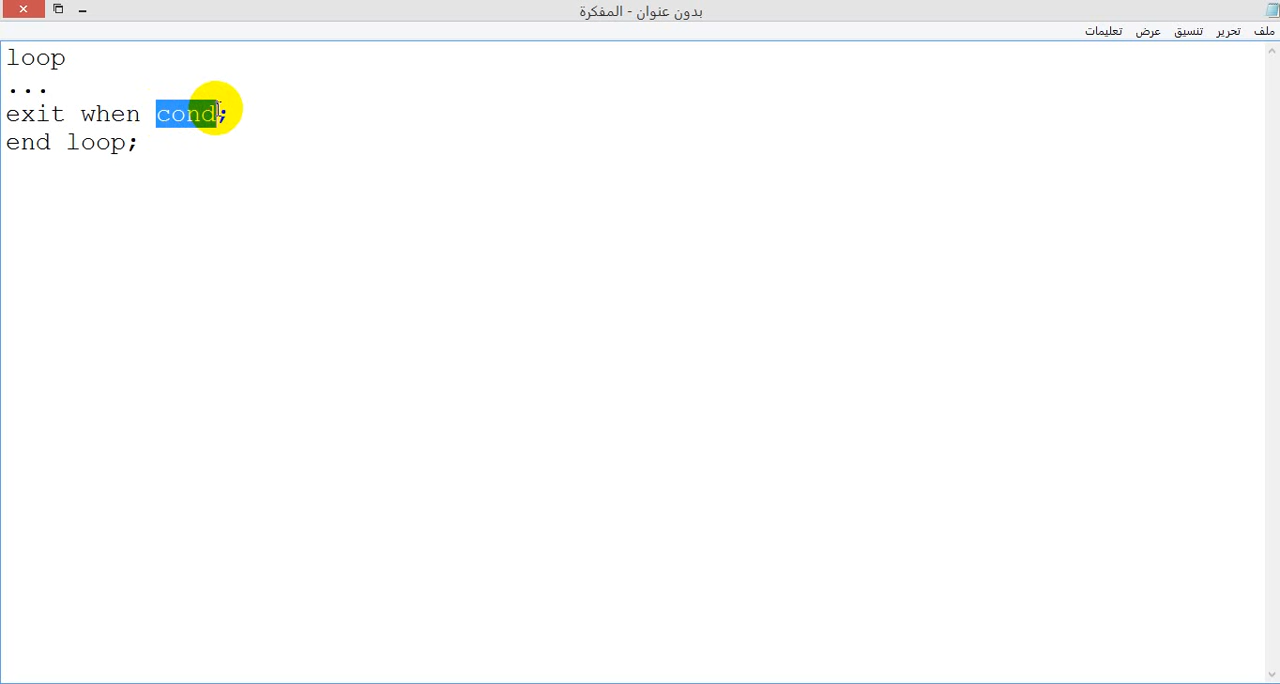 بدون عنوان - المفكرة
ملف تحرير تنسيق عرض تعليمات
loop
...
exit when cond;
end loop;